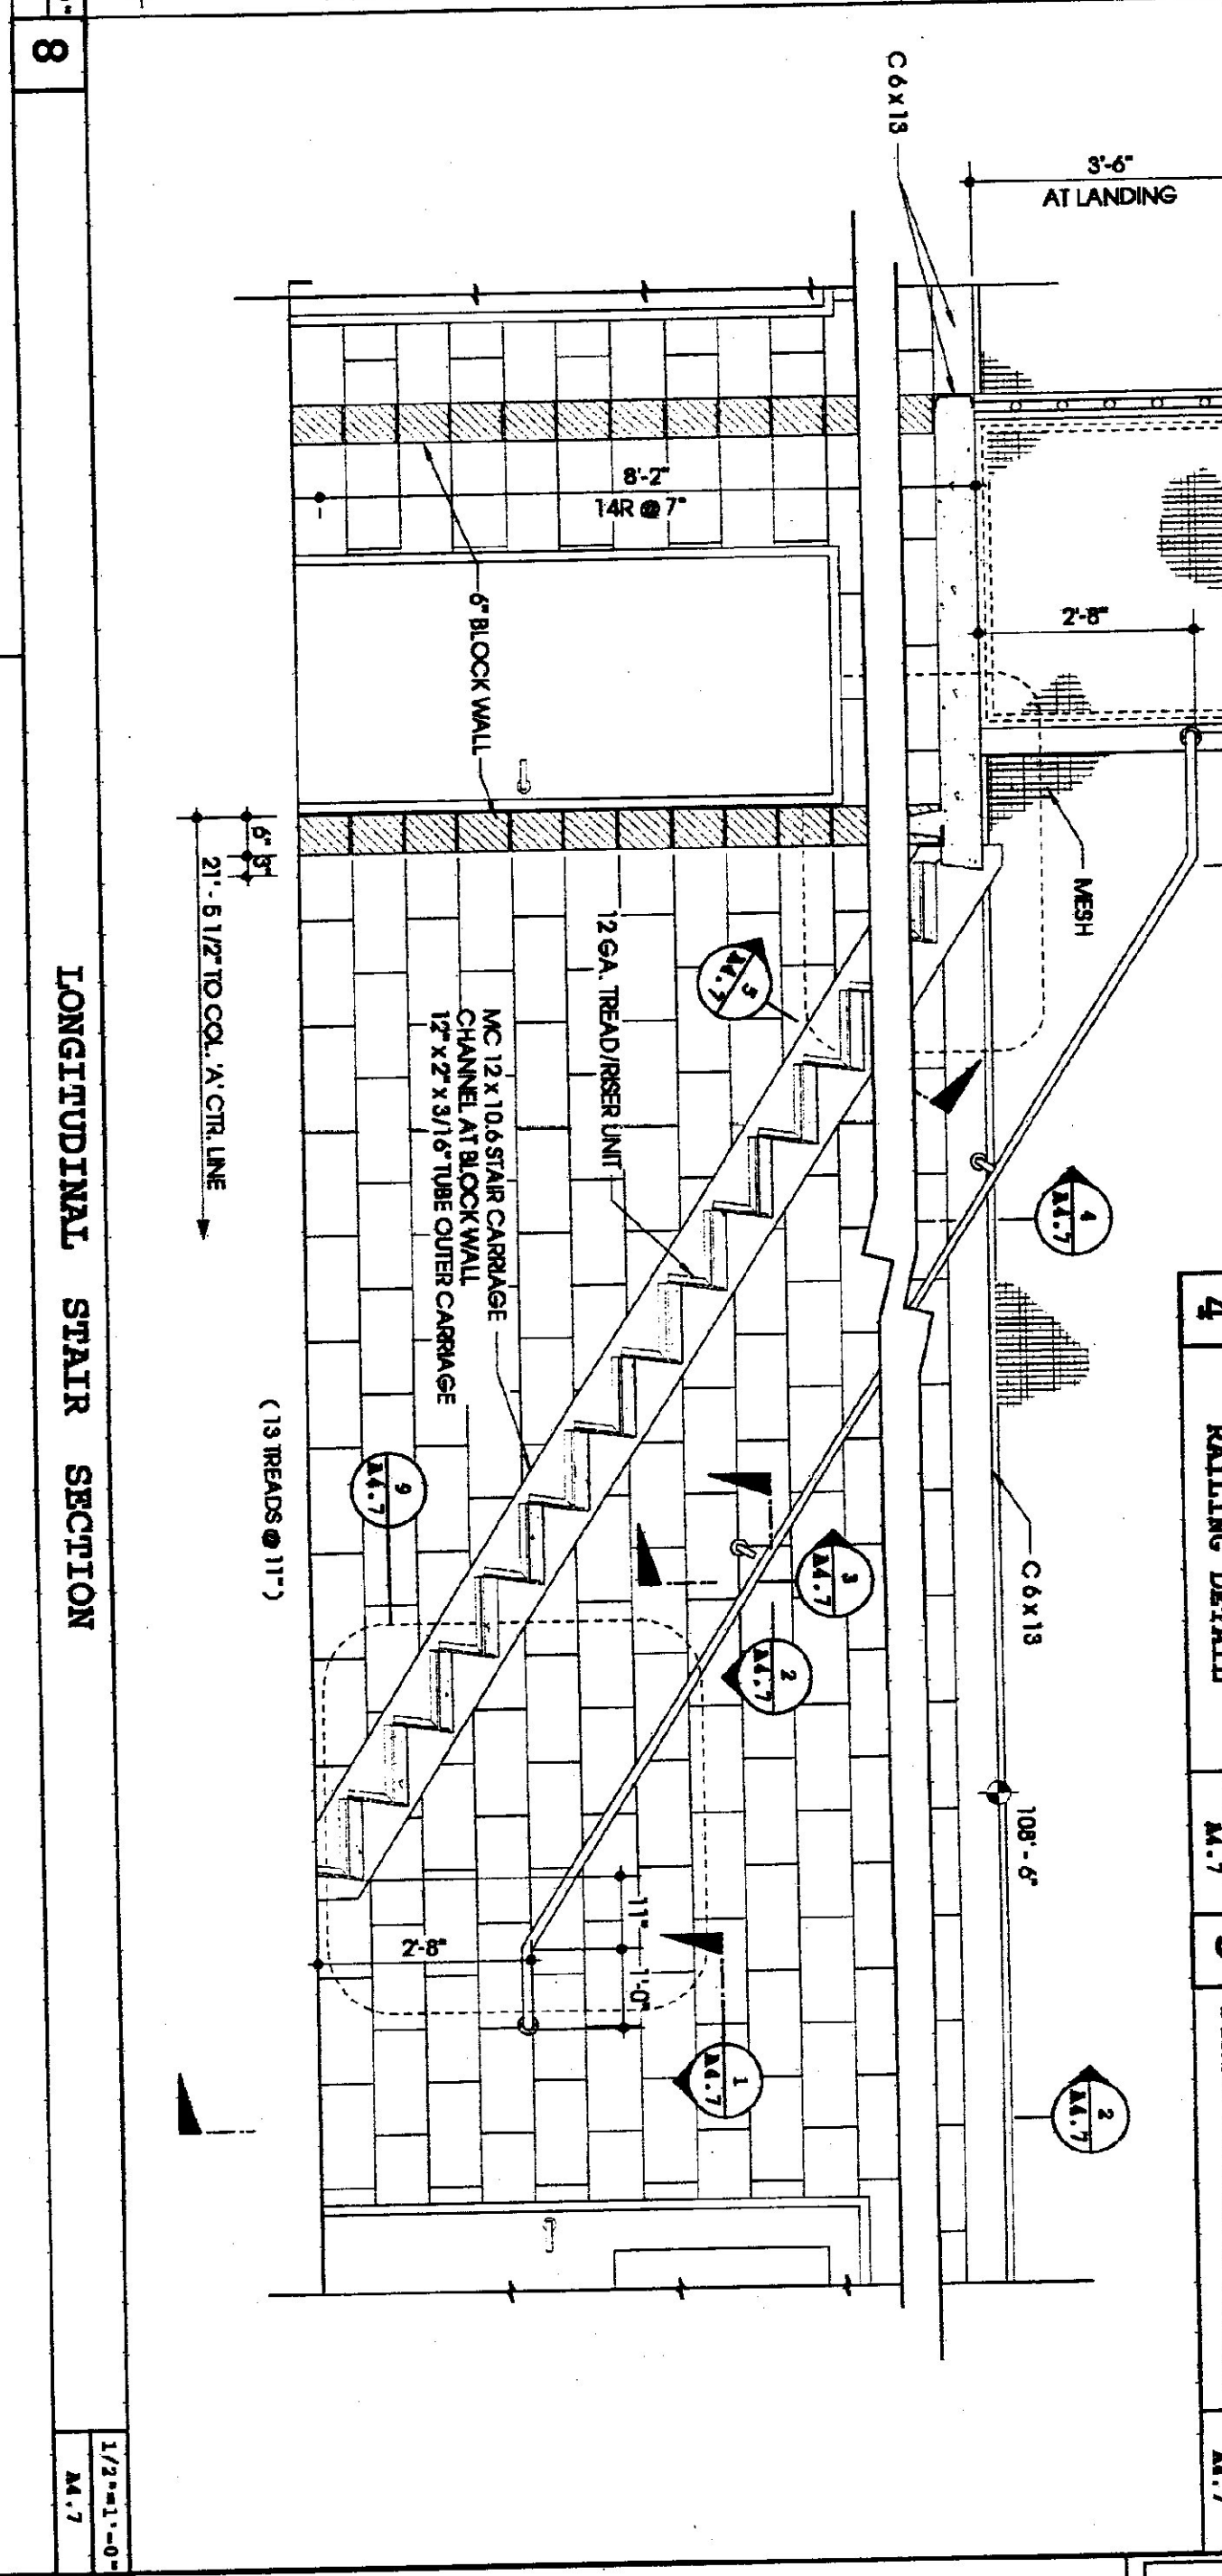 8
LONGITUDINAL STAIR SECTION
1/2"=1'-0"
A4.7
C 6 x 13
3'-6"
AT LANDING
8'-2"
14R @ 7"
2'-8"
6" BLOCK WALL
MESH
6"
3"
21' - 5 1/2" TO COL. 'A' CTR. LINE
12 GA. TREAD/RISER UNIT
MC 12 x 10.6 STAIR CARRIAGE
CHANNEL AT BLOCK WALL
12" x 2" x 3/16" TUBE OUTER CARRIAGE
(13 TREADS @ 11")
5
A4.7
4
A4.7
9
A4.7
3
A4.7
2
A4.7
C 6 x 13
108' - 6"
11"
1'-0"
2'-8"
1
A4.7
2
A4.7
4
RAILING DETAIL
A4.7
A4.7